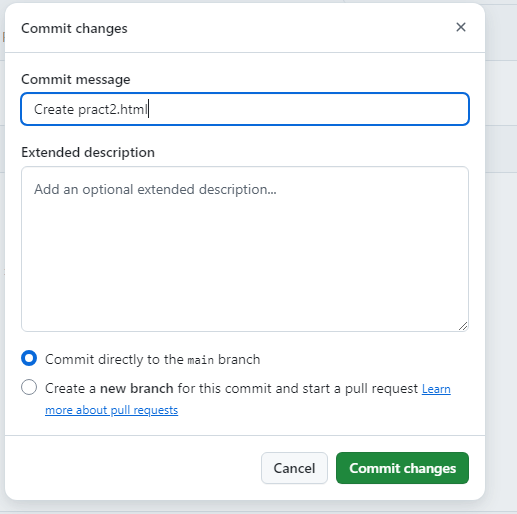 Commit changes
Commit message
Create pract2.html
Extended description
Add an optional extended description...
Commit directly to the main branch
Create a new branch for this commit and start a pull request Learn
more about pull requests
Cancel
Commit changes